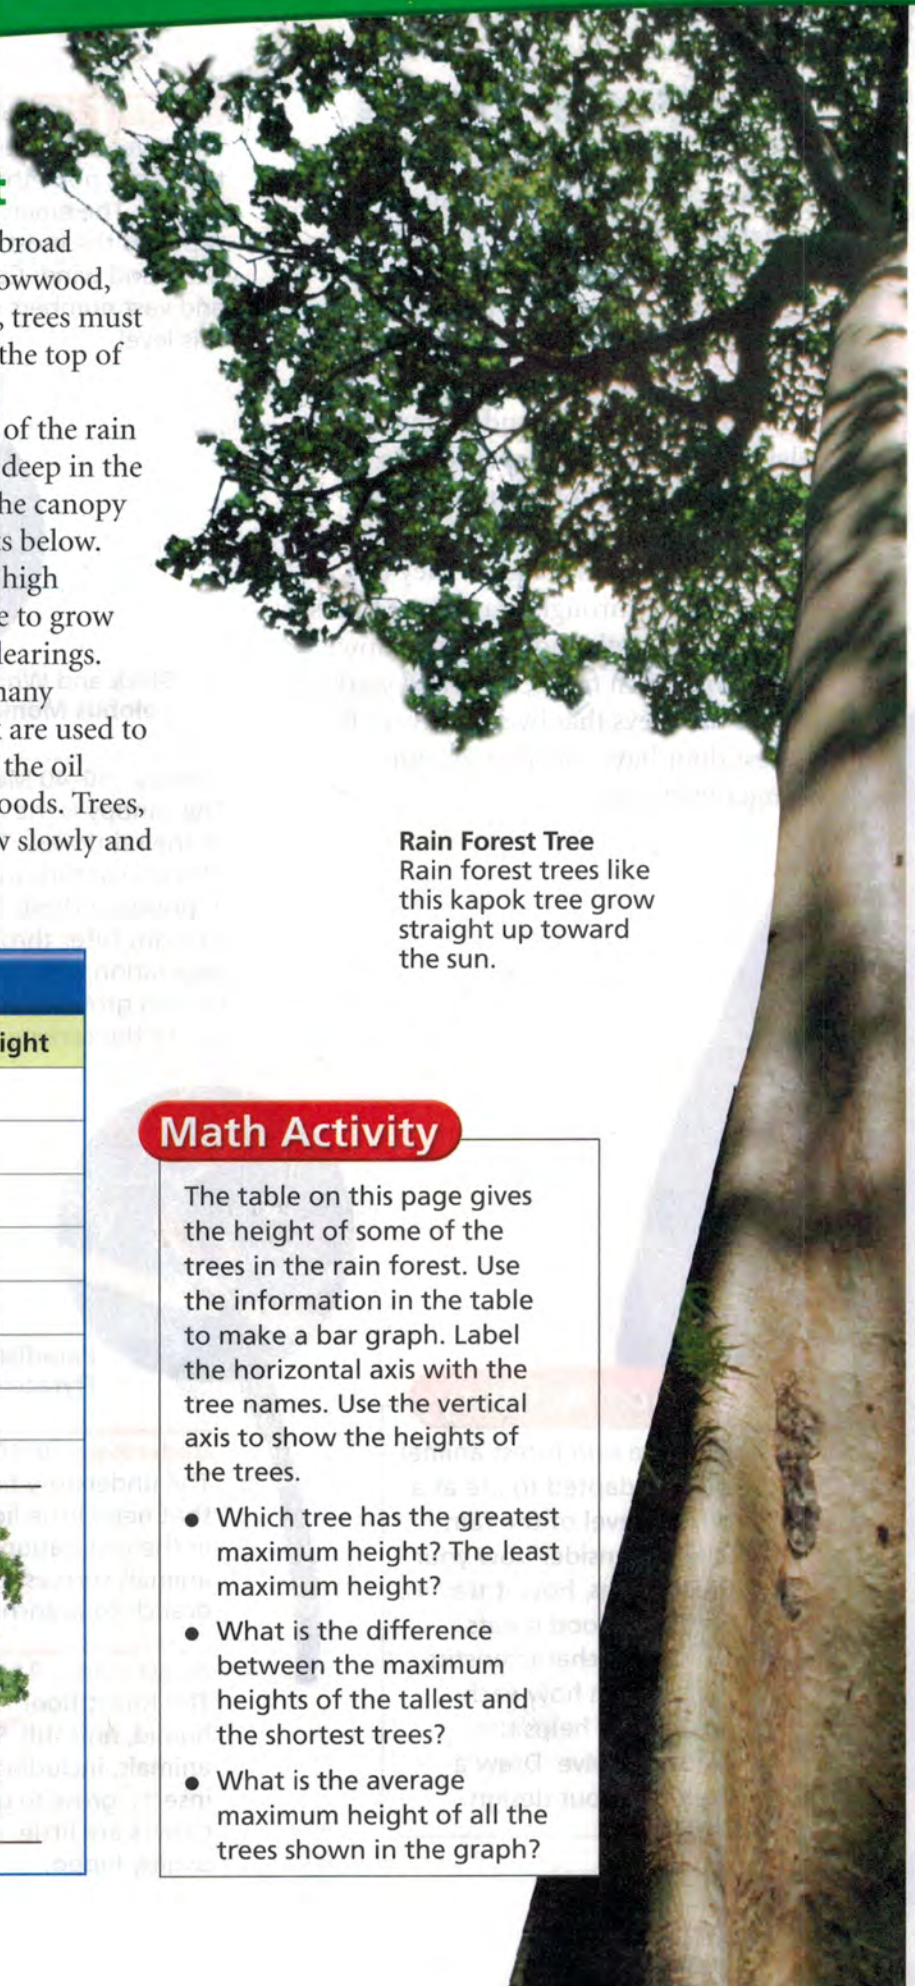 broad
owwood,
, trees must
the top of
of the rain
deep in the
he canopy
s below.
high
e to grow
learings.
many
are used to
the oil
oods. Trees,
w slowly and
ight
Rain Forest Tree
Rain forest trees like
this kapok tree grow
straight up toward
the sun.
Math Activity
The table on this page gives
the height of some of the
trees in the rain forest. Use
the information in the table
to make a bar graph. Label
the horizontal axis with the
tree names. Use the vertical
axis to show the heights of
the trees.
• Which tree has the greatest
maximum height? The least
maximum height?
• What is the difference
between the maximum
heights of the tallest and
the shortest trees?
• What is the average
maximum height of all the
trees shown in the graph?